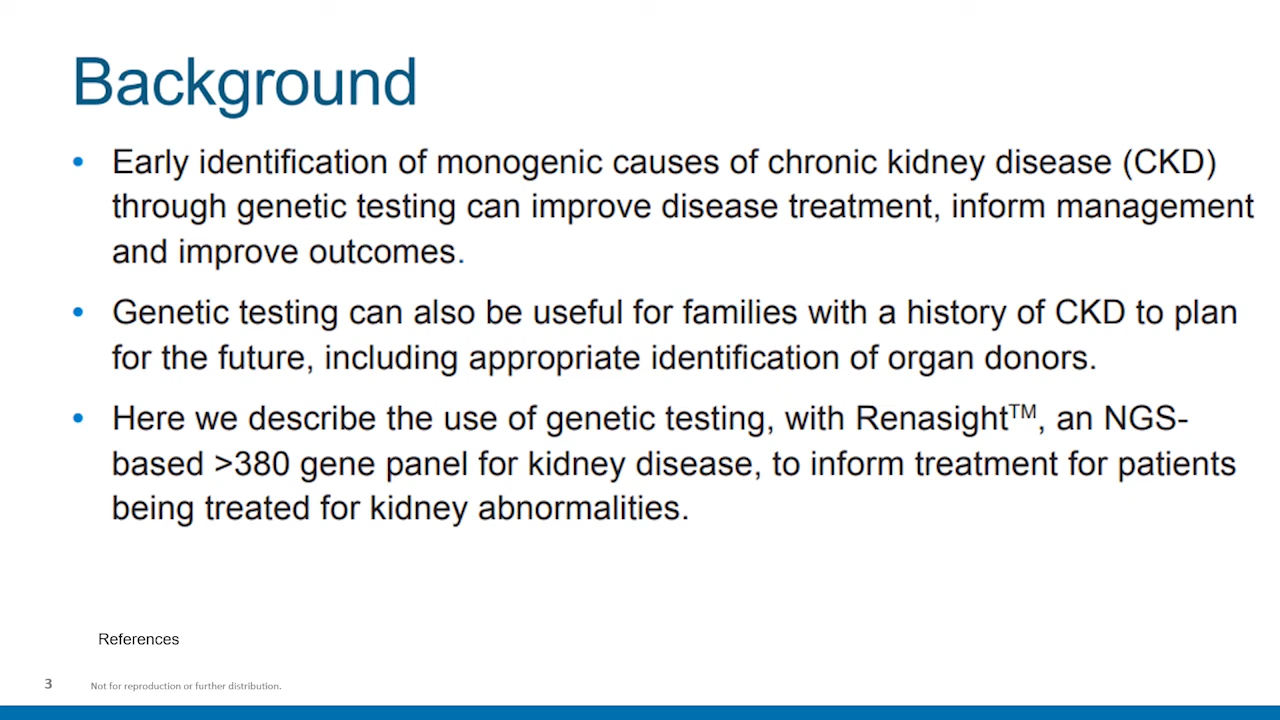 Background
• Early identification of monogenic causes of chronic kidney disease (CKD)
through genetic testing can improve disease treatment, inform management
and improve outcomes.
• Genetic testing can also be useful for families with a history of CKD to plan
for the future, including appropriate identification of organ donors.
• Here we describe the use of genetic testing, with Renasight™, an NGS-
based >380 gene panel for kidney disease, to inform treatment for patients
being treated for kidney abnormalities.
References
3 Not for reproduction or further distribution.